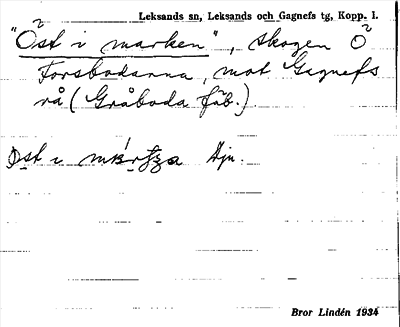 Leksands sn, Leksands och Gagnefs tg, Kopp. l.
"Öst i marken", skogen Ö
Forsbodarna, mot Gagnefs
rå (Gråboda fäb.)
Ost i
Bror Lindén 1934